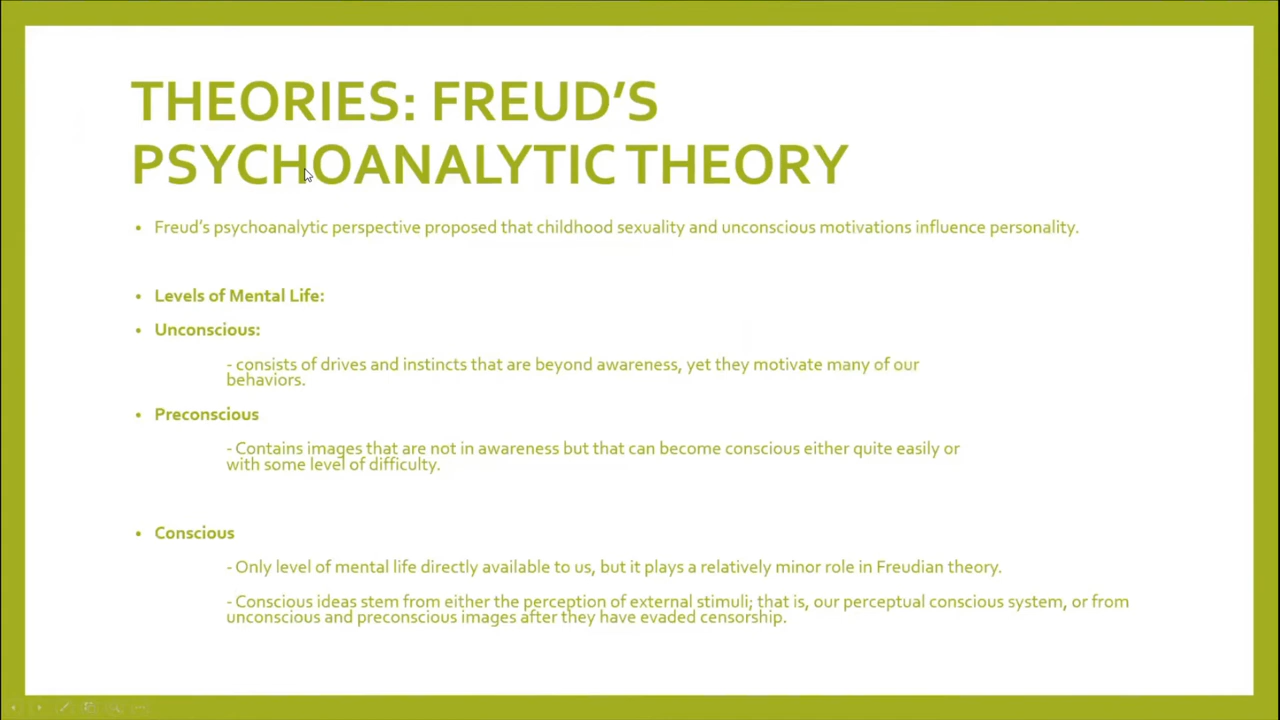 THEORIES: FREUD’S
PSYCHOANALYTIC THEORY
• Freud’s psychoanalytic perspective proposed that childhood sexuality and unconscious motivations influence personality.
• Levels of Mental Life:
• Unconscious:
- consists of drives and instincts that are beyond awareness, yet they motivate many of our
behaviors.
• Preconscious
- Contains images that are not in awareness but that can become conscious either quite easily or
with some level of difficulty.
• Conscious
- Only level of mental life directly available to us, but it plays a relatively minor role in Freudian theory.
- Conscious ideas stem from either the perception of external stimuli; that is, our perceptual conscious system, or from
unconscious and preconscious images after they have evaded censorship.